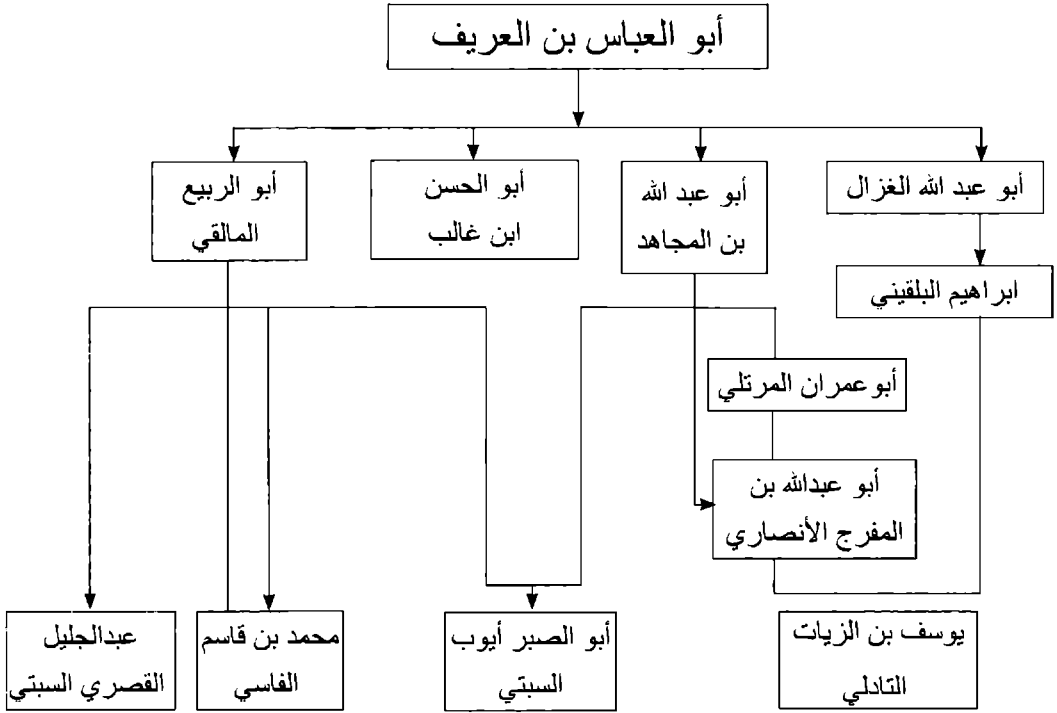 أبو العباس بن العريف
أبو عبد الله الغزال
أبو عبد الله
بن المجاهد
أبو الحسن
ابن غالب
أبو الربيع
المالقي
ابراهيم البلقيني
أبو عمران المرتلي
أبو عبدالله بن
المفرج الأنصاري
يوسف بن الزيات
التادلي
أبو الصبر أيوب
السبتي
محمد بن قاسم
الفاسي
عبدالجليل
القصري السبتي